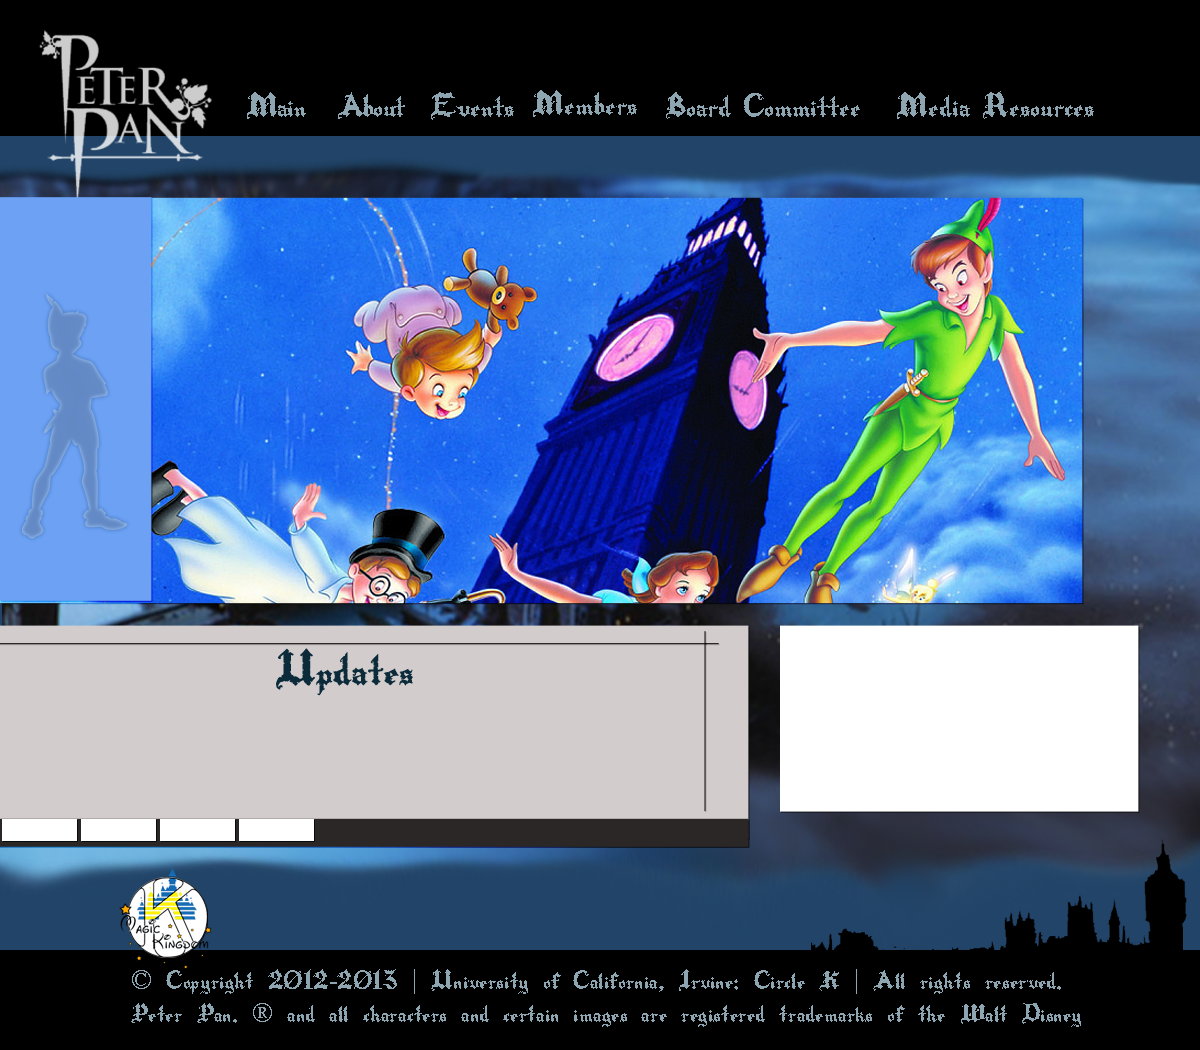 PETER
PAN
Main About Events Members Board Committee Media Resources
Updates
K
Magic
Kingdom
© Copyright 2012-2013 | University of California, Irvine: Circle K | All rights reserved.
Peter Pan. ® and all characters and certain images are registered trademarks of the Walt Disney